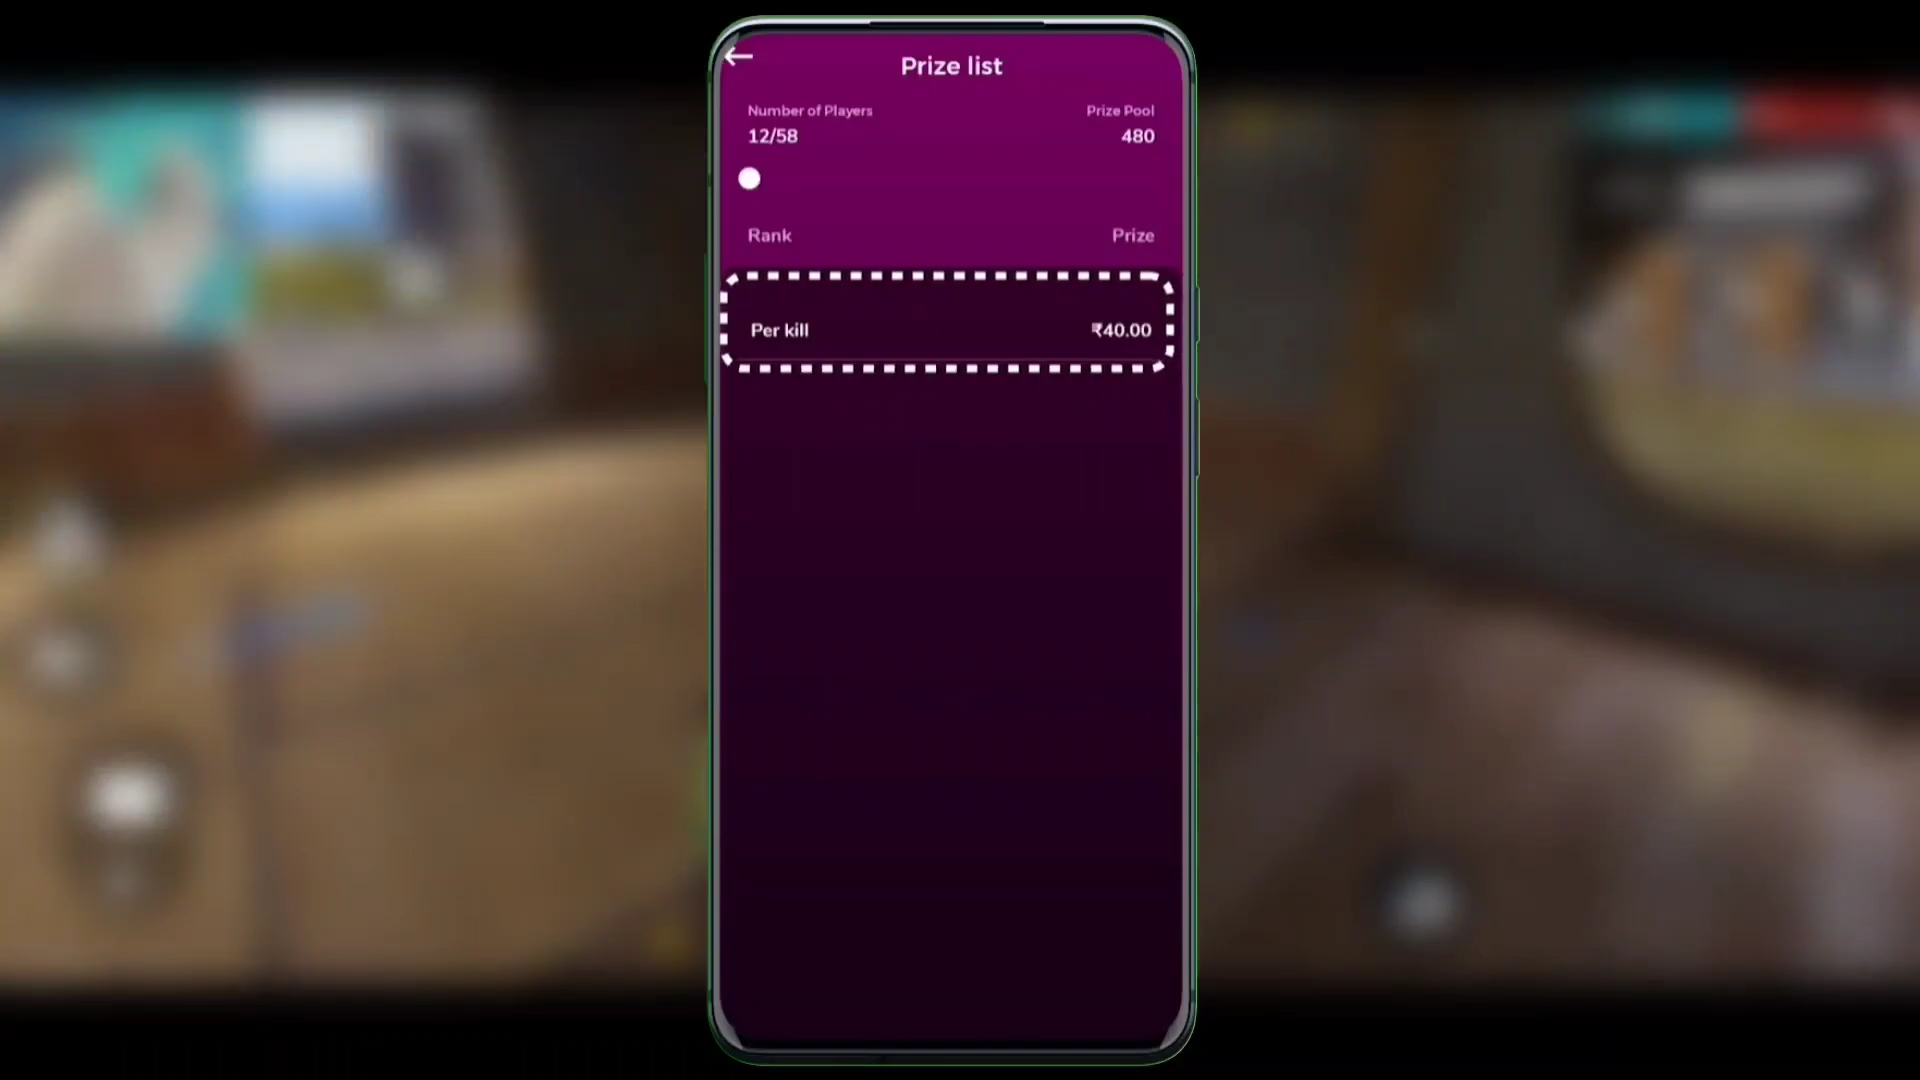 Prize list
Number of Players Prize Pool
12/58 480
Rank Prize
Per kill ₹40.00